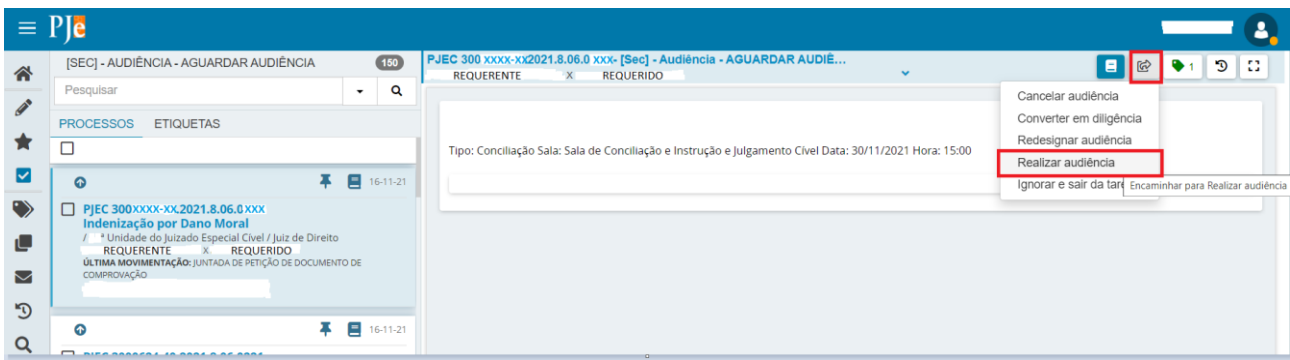 PJe
[SEC] - AUDIÊNCIA - AGUARDAR AUDIÊNCIA 150
Pesquisar
PROCESSOS ETIQUETAS
16-11-21
PJEC 300XXXX-XX.2021.8.06.0XXX
Indenização por Dano Moral
/ ª Unidade do Juizado Especial Cível / Juiz de Direito
REQUERENTE X REQUERIDO
ÚLTIMA MOVIMENTAÇÃO: JUNTADA DE PETIÇÃO DE DOCUMENTO DE
COMPROVAÇÃO
16-11-21
PJEC 300 XXXX-XX2021.8.06.0 XXX- [Sec] - Audiência - AGUARDAR AUDIÊ...
REQUERENTE X REQUERIDO
1
Tipo: Conciliação Sala: Sala de Conciliação e Instrução e Julgamento Cível Data: 30/11/2021 Hora: 15:00
Cancelar audiência
Converter em diligência
Redesignar audiência
Realizar audiência
Ignorar e sair da tare
Encaminhar para Realizar audiência